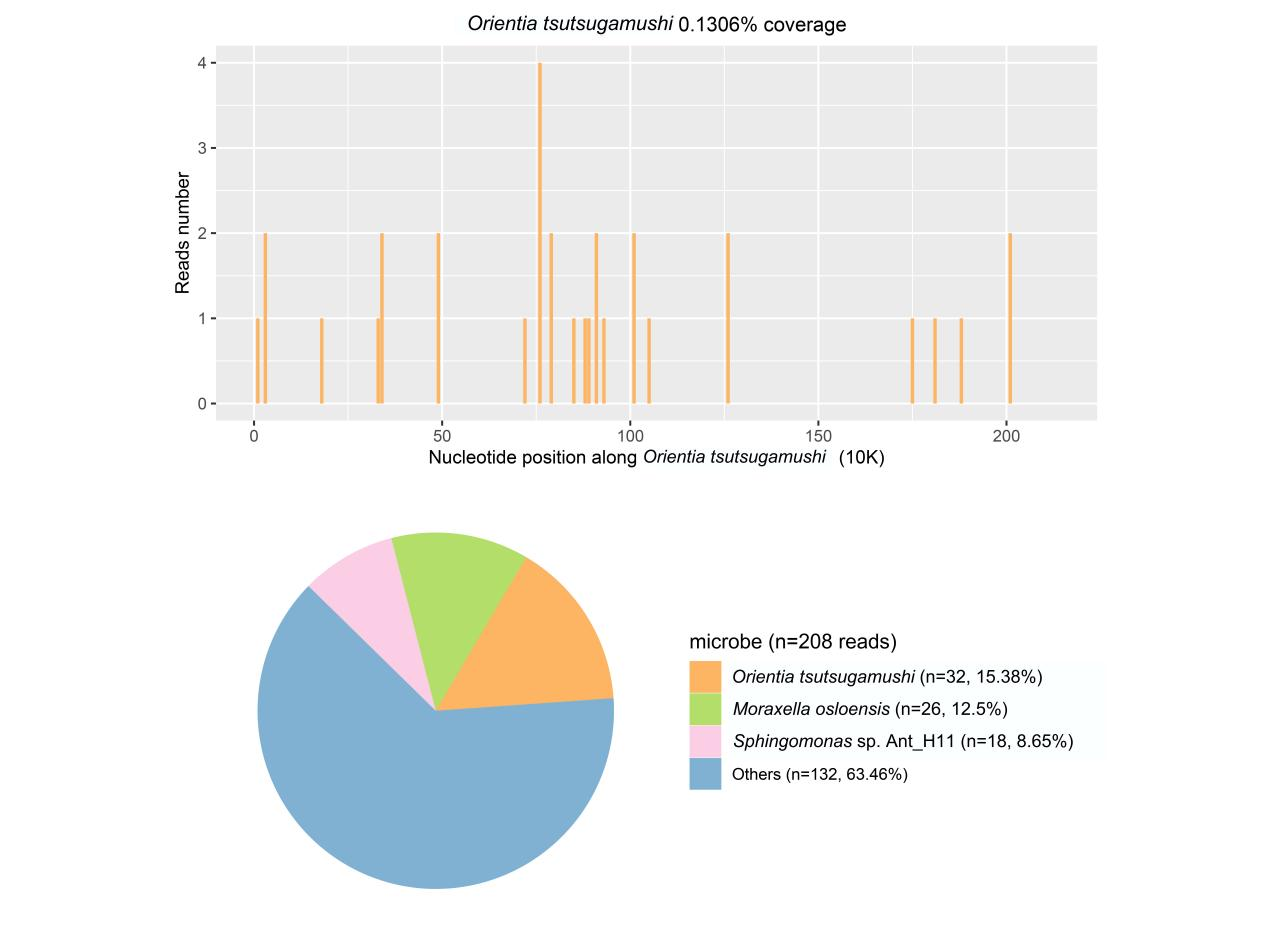 Orientia tsutsugamushi 0.1306% coverage
Reads number
4
3
2
1
0
0 50 100 150 200
Nucleotide position along Orientia tsutsugamushi (10K)
microbe (n=208 reads)
Orientia tsutsugamushi (n=32, 15.38%)
Moraxella osloensis (n=26, 12.5%)
Sphingomonas sp. Ant_H11 (n=18, 8.65%)
Others (n=132, 63.46%)